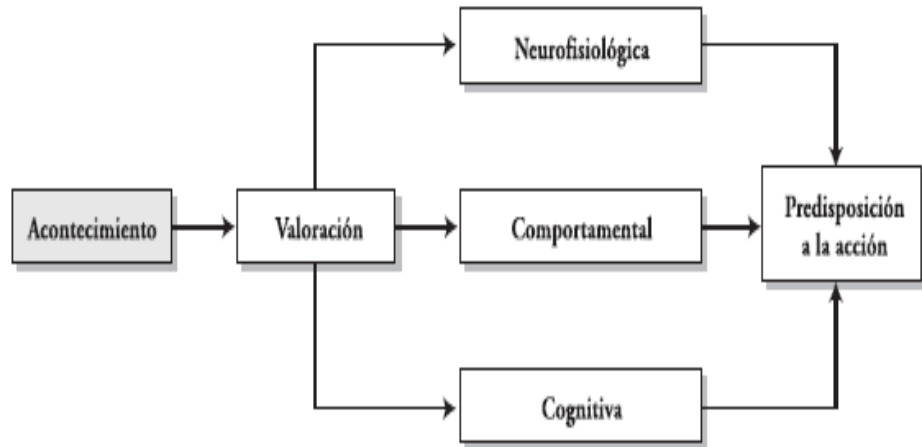 Neurofisiológica
Acontecimiento
Valoración
Comportamental
Predisposición
a la acción
Cognitiva